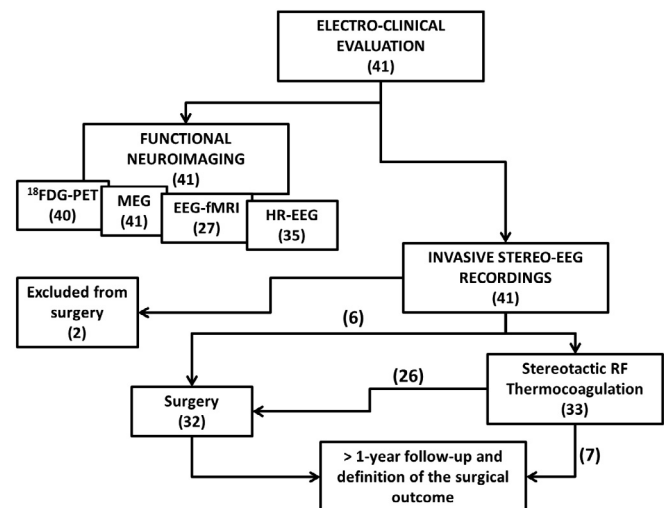 ELECTRO-CLINICAL
EVALUATION
(41)
FUNCTIONAL
NEUROIMAGING
(41)
¹⁸FDG-PET
(40)
MEG
(41)
EEG-fMRI
(27)
HR-EEG
(35)
INVASIVE STEREO-EEG
RECORDINGS
(41)
Excluded from
surgery
(2)
(6)
Stereotactic RF
Thermocoagulation
(33)
(26)
Surgery
(32)
(7)
> 1-year follow-up and
definition of the surgical
outcome